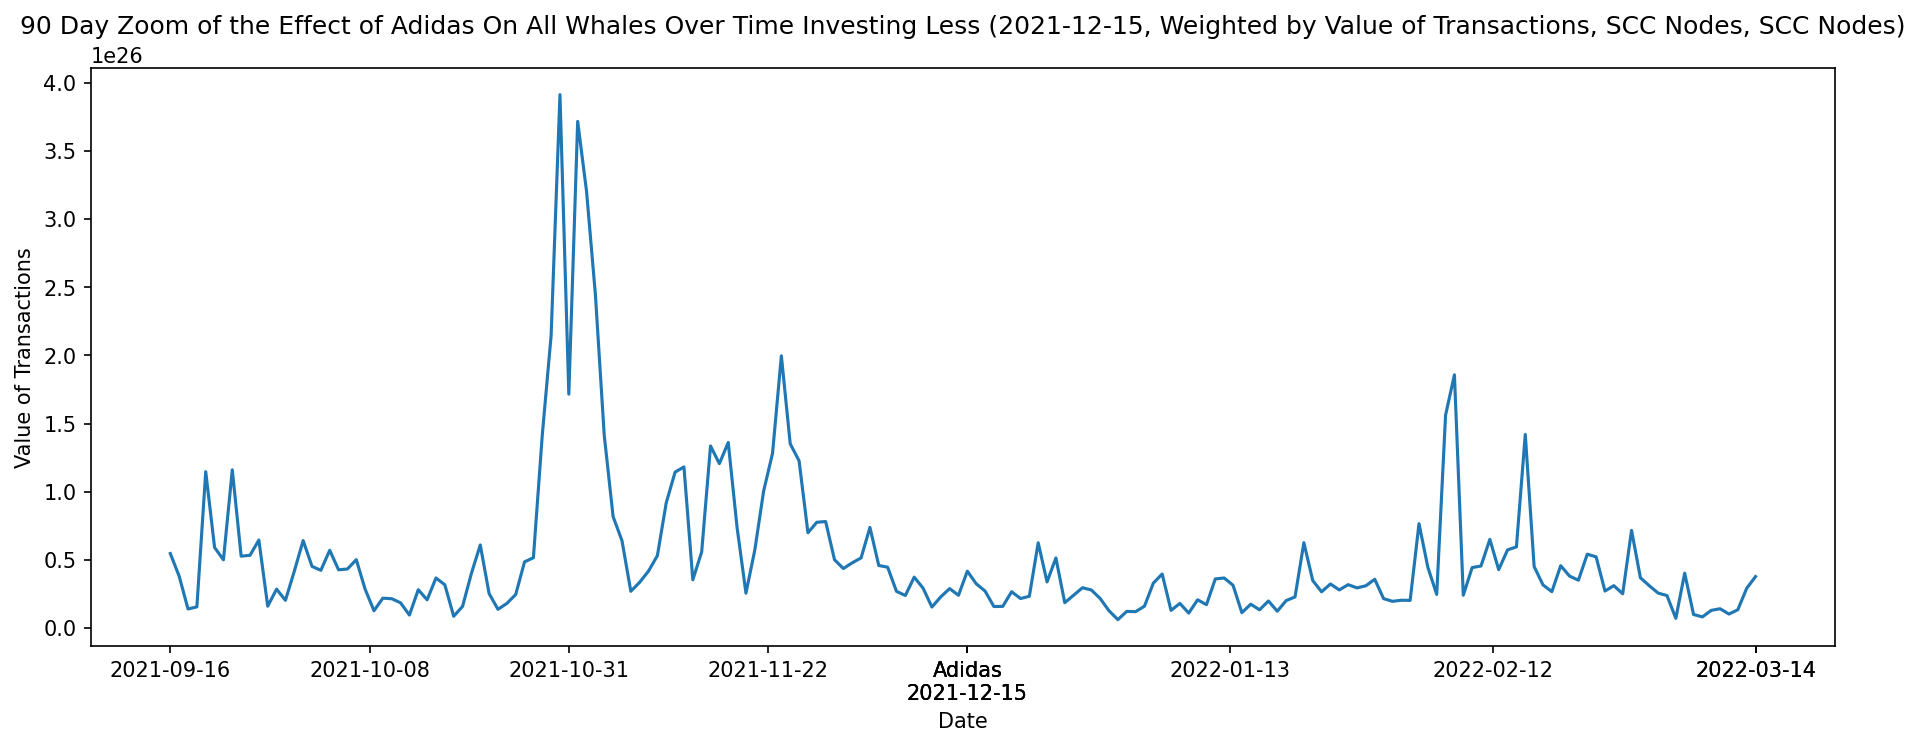 90 Day Zoom of the Effect of Adidas On All Whales Over Time Investing Less (2021-12-15, Weighted by Value of Transactions, SCC Nodes, SCC Nodes)
1e26
4.0
3.5
3.0
2.5
2.0
1.5
1.0
0.5
0.0
Value of Transactions
2021-09-16 2021-10-08 2021-10-31 2021-11-22 Adidas 2022-01-13 2022-02-12 2022-03-14
2021-12-15
Date